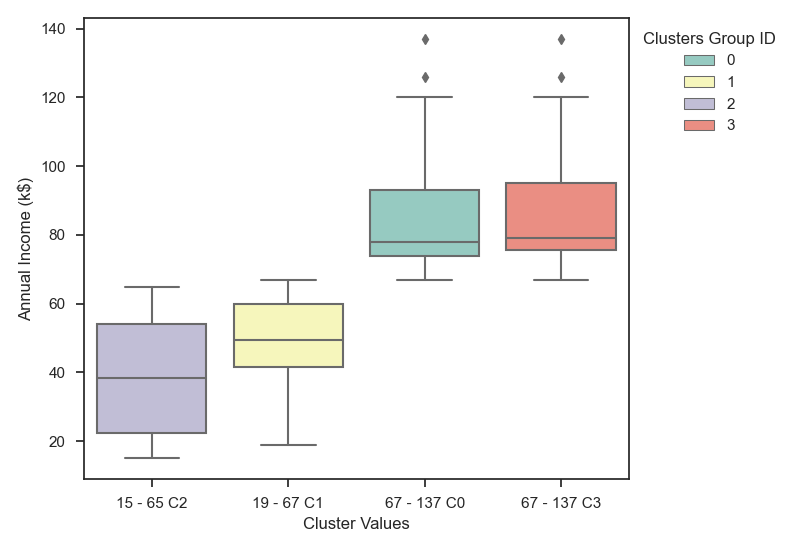 Clusters Group ID
0
1
2
3
Annual Income (k$)
140
120
100
80
60
40
20
15 - 65 C2
19 - 67 C1
67 - 137 C0
67 - 137 C3
Cluster Values